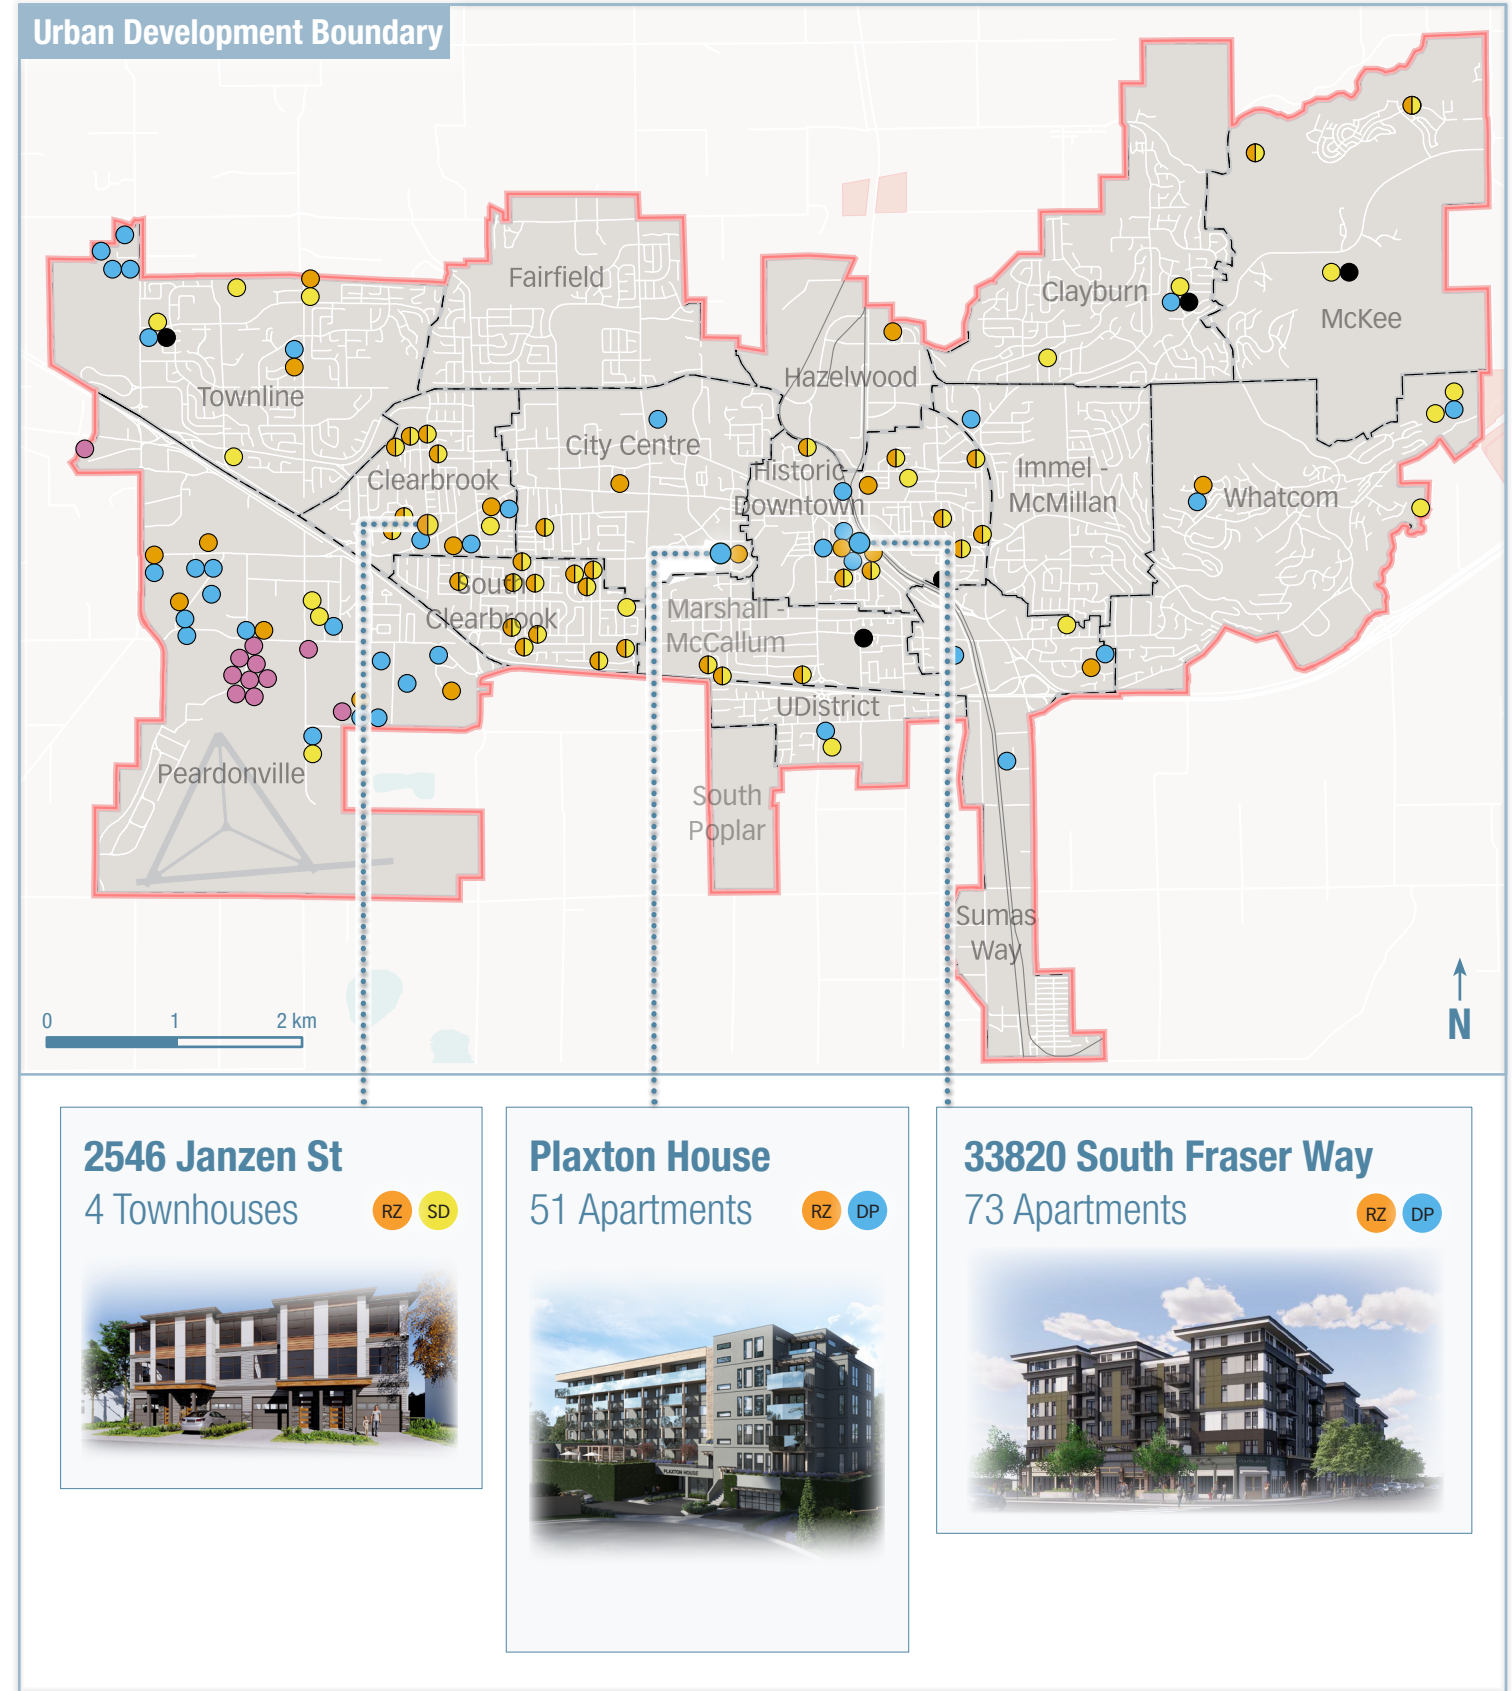 Urban Development Boundary
Fairfield
Clayburn
McKee
Townline
Hazelwood
City Centre
Clearbrook
Historic
Downtown
Immel -
McMillan
Whatcom
South
Clearbrook
Marshall -
McCallum
UDistrict
Peardonville
South
Poplar
Sumas
Way
0 1 2 km
N
2546 Janzen St
4 Townhouses RZ SD
Plaxton House
51 Apartments RZ DP
PLAXTON HOUSE
33820 South Fraser Way
73 Apartments RZ DP